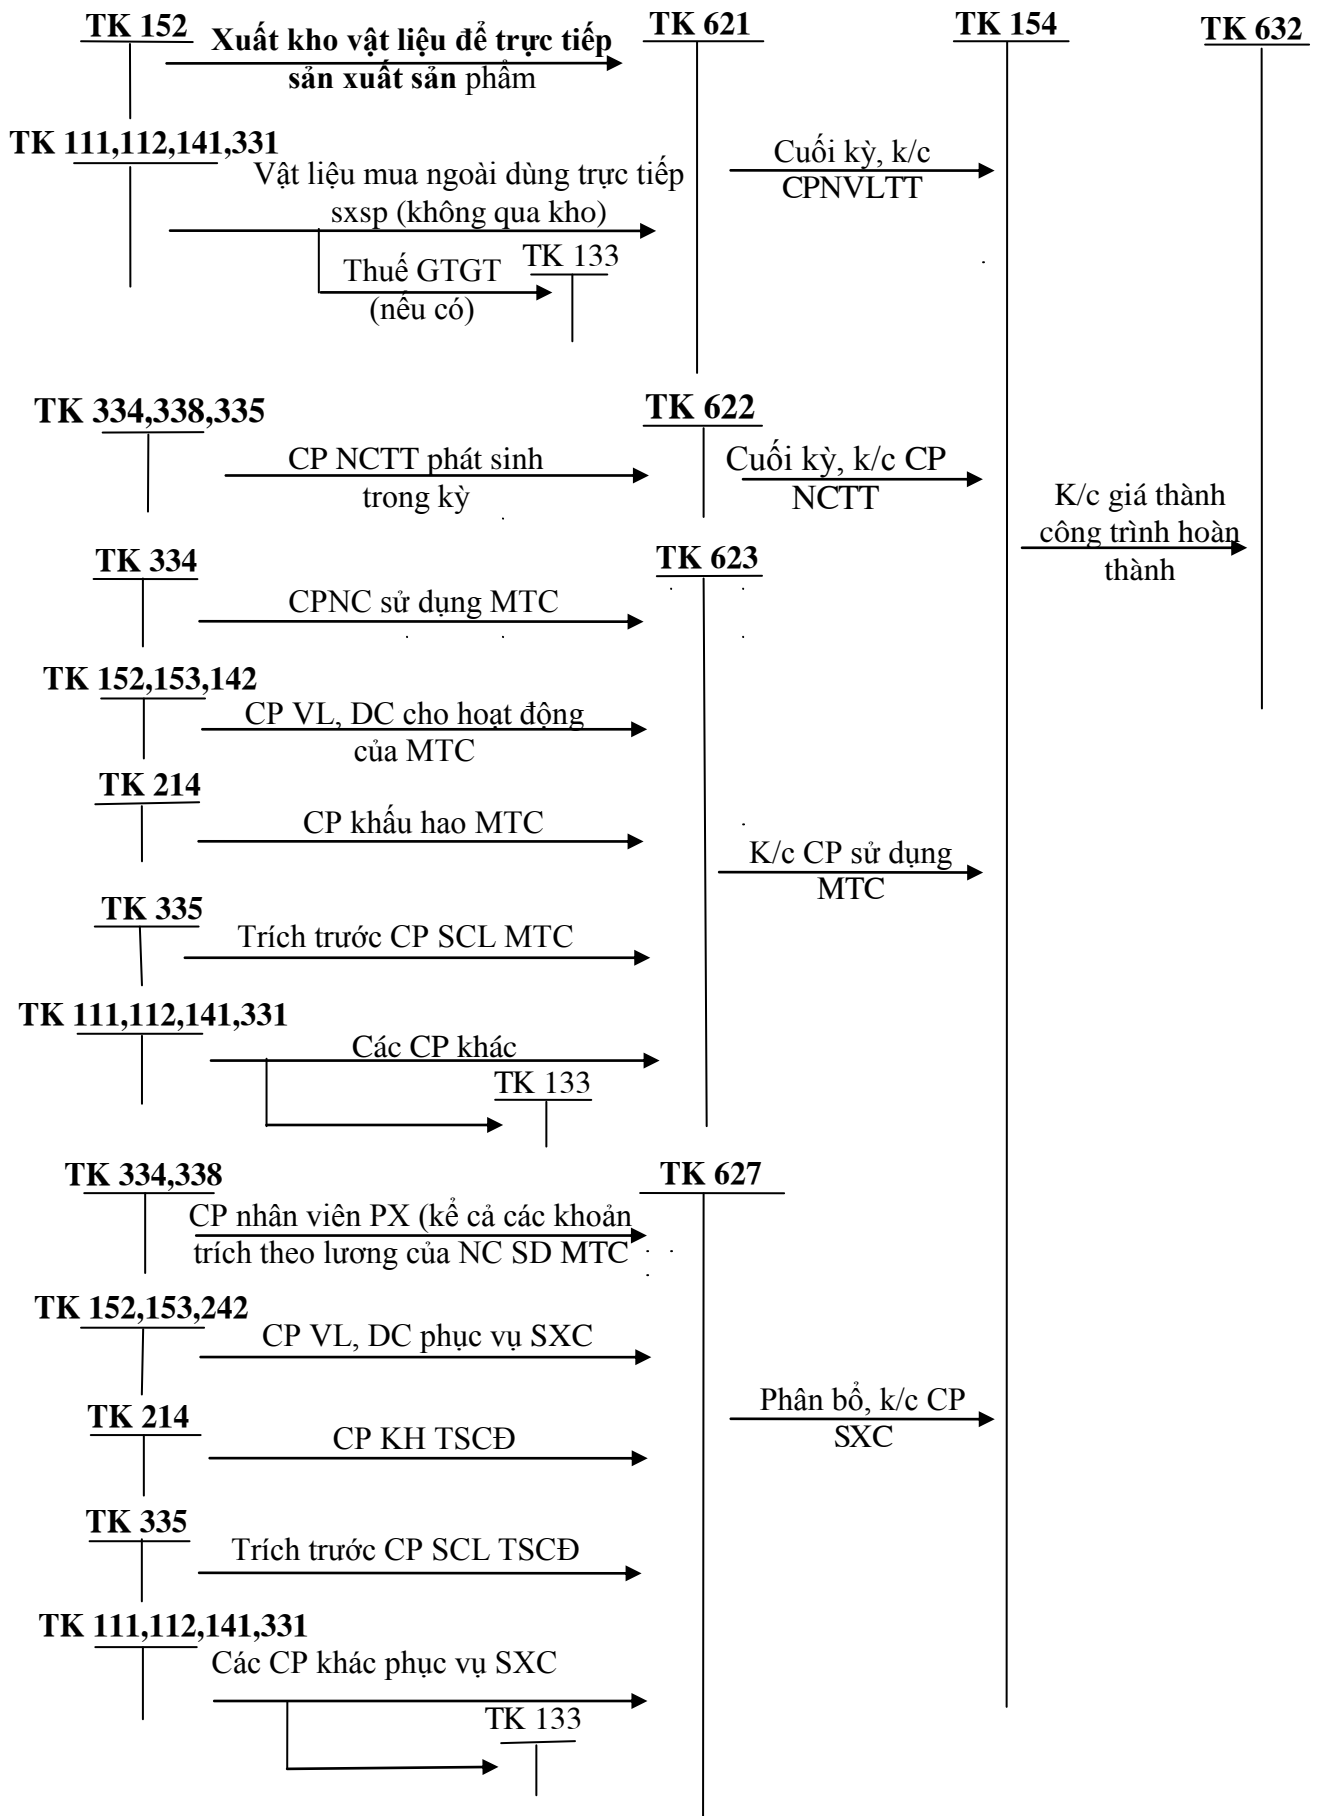 TK 152
Xuất kho vật liệu để trực tiếp
sản xuất sản phẩm
TK 621
TK 154
TK 632
TK 111,112,141,331
Vật liệu mua ngoài dùng trực tiếp
sxsp (không qua kho)
Thuế GTGT
(nếu có)
TK 133
Cuối kỳ, k/c
CPNVLTT
TK 334,338,335
CP NCTT phát sinh
trong kỳ
TK 622
Cuối kỳ, k/c CP
NCTT
K/c giá thành
công trình hoàn
thành
TK 334
CPNC sử dụng MTC
TK 623
TK 152,153,142
CP VL, DC cho hoạt động
của MTC
TK 214
CP khấu hao MTC
K/c CP sử dụng
MTC
TK 335
Trích trước CP SCL MTC
TK 111,112,141,331
Các CP khác
TK 133
TK 334,338
CP nhân viên PX (kể cả các khoản
trích theo lương của NC SD MTC
TK 627
TK 152,153,242
CP VL, DC phục vụ SXC
TK 214
CP KH TSCĐ
Phân bổ, k/c CP
SXC
TK 335
Trích trước CP SCL TSCĐ
TK 111,112,141,331
Các CP khác phục vụ SXC
TK 133